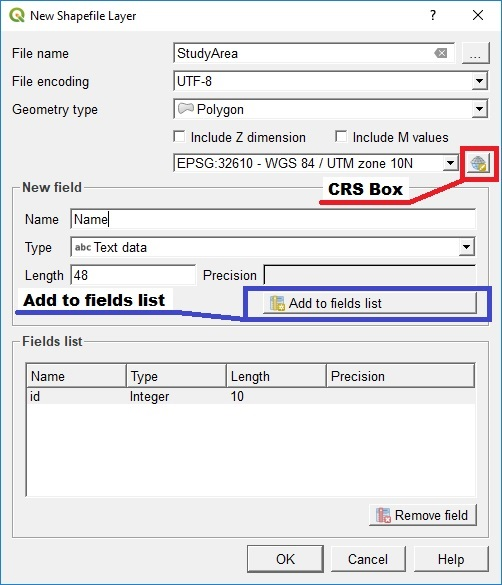 New Shapefile Layer
? ×
File name StudyArea ...
File encoding UTF-8
Geometry type Polygon
Include Z dimension Include M values
EPSG:32610 - WGS 84 / UTM zone 10N
CRS Box
New field
Name Name
Type abc Text data
Length 48 Precision
Add to fields list Add to fields list
Fields list
Name Type Length Precision
id Integer 10
Remove field
OK Cancel Help